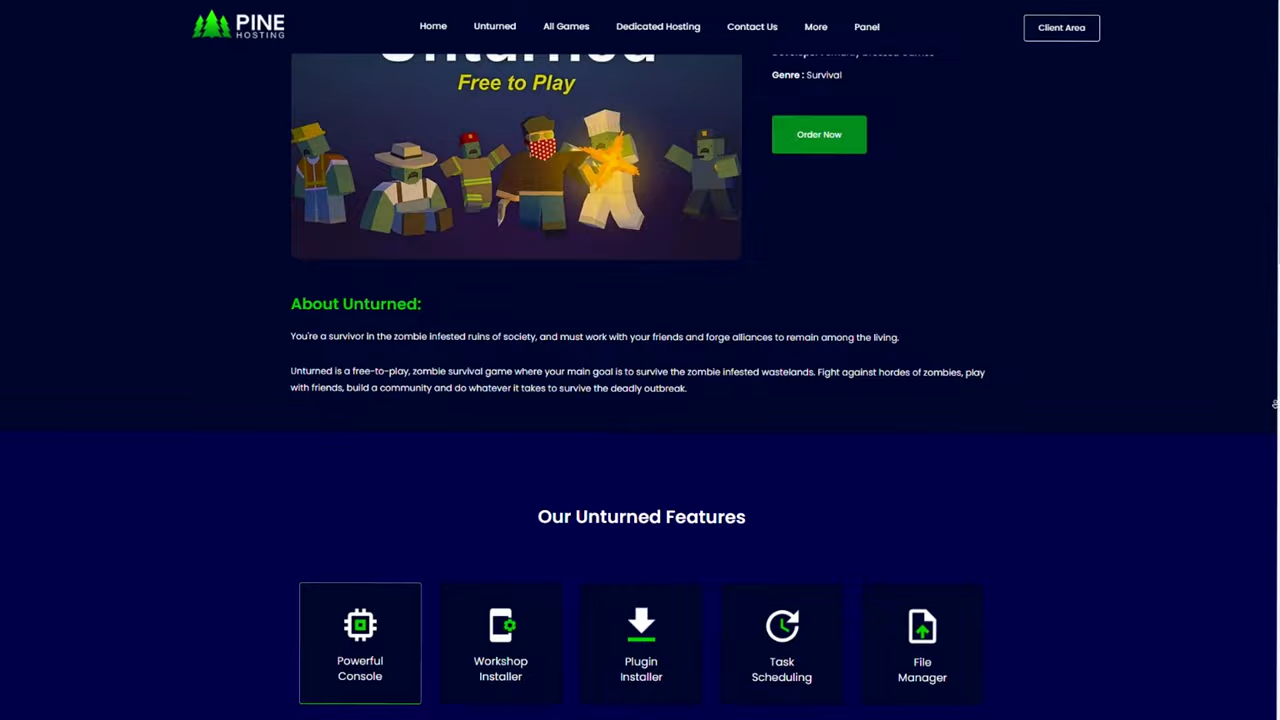 PINE
HOSTING
Home
Unturned
All Games
Dedicated Hosting
Contact Us
More
Panel
Client Area
Unturned
Free to Play
Genre : Survival
Order Now
About Unturned:
You're a survivor in the zombie infested ruins of society, and must work with your friends and forge alliances to remain among the living.
Unturned is a free-to-play, zombie survival game where your main goal is to survive the zombie infested wastelands. Fight against hordes of zombies, play
with friends, build a community and do whatever it takes to survive the deadly outbreak.
Our Unturned Features
Powerful
Console
Workshop
Installer
Plugin
Installer
Task
Scheduling
File
Manager